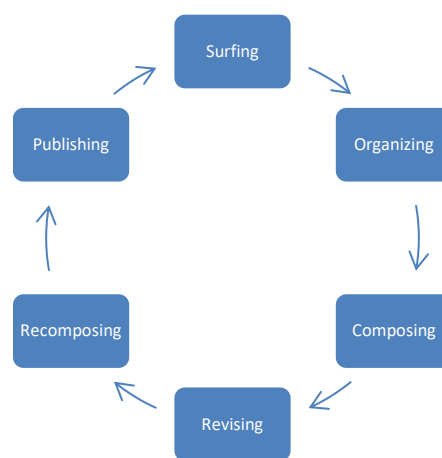 Surfing
Organizing
Composing
Revising
Recomposing
Publishing